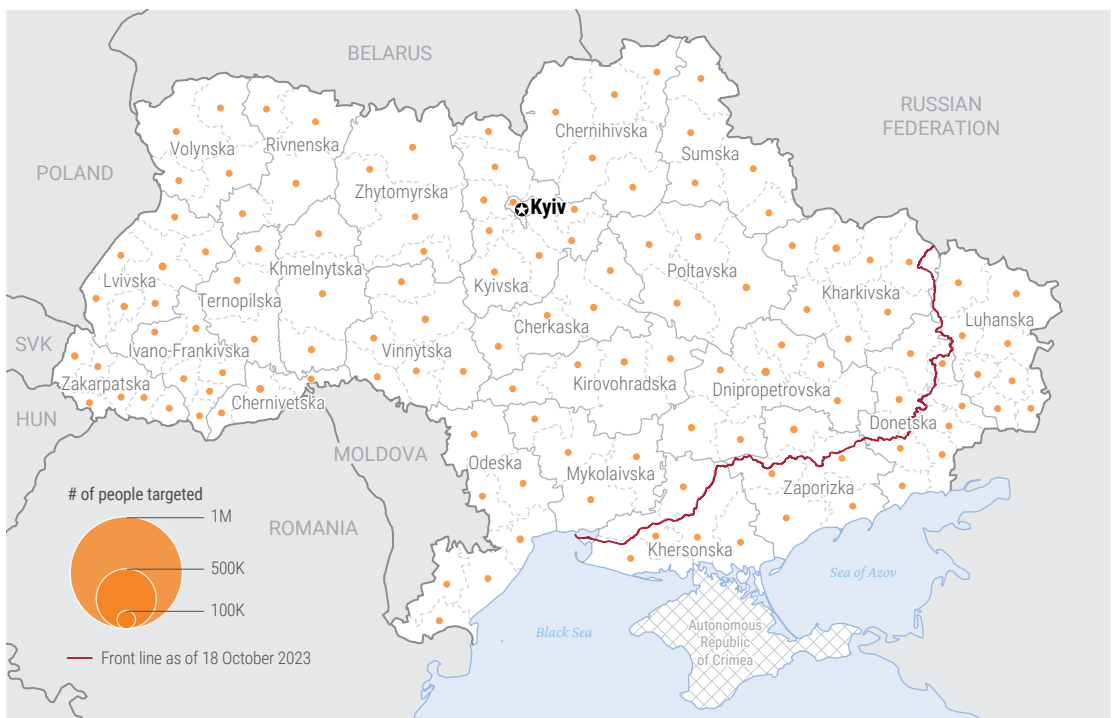 BELARUS
RUSSIAN
FEDERATION
POLAND
Volynska
Rivnenska
Chernihivska
Sumska
Zhytomyrska
Kyiv
Lvivska
Ternopilska
Khmelnytska
Kyivska
Poltavska
Kharkivska
Luhanska
Cherkaska
SVK
Ivano-Frankivska
Vinnytska
Zakarpatska
Chernivetska
Kirovohradska
Dnipropetrovska
HUN
Donetska
MOLDOVA
Odeska
Mykolaivska
Zaporizka
ROMANIA
Khersonska
Sea of Azov
Black Sea
Autonomous
Republic
of Crimea
# of people targeted
1M
500K
100K
Front line as of 18 October 2023